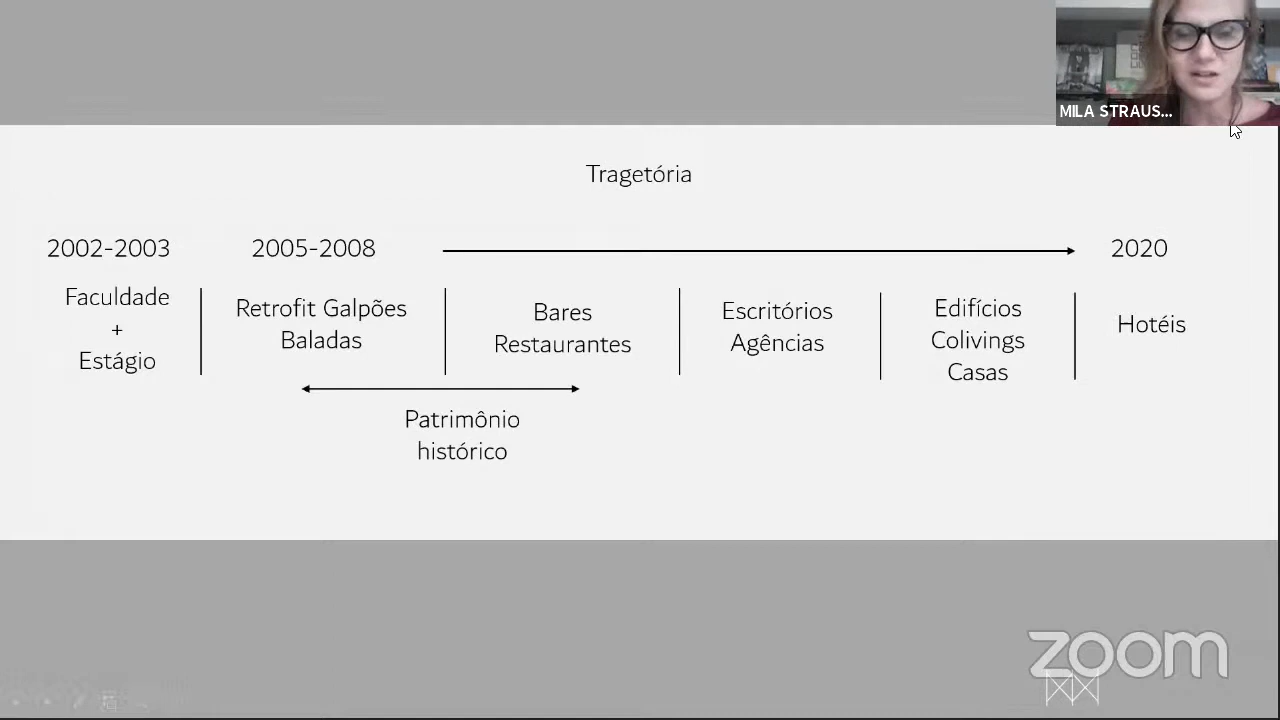 MILA STRAUS...
Tragetória
2002-2003
2005-2008
2020
Faculdade
+
Estágio
Retrofit Galpões
Baladas
Bares
Restaurantes
Escritórios
Agências
Edifícios
Colivings
Casas
Hotéis
Patrimônio
histórico
zoom